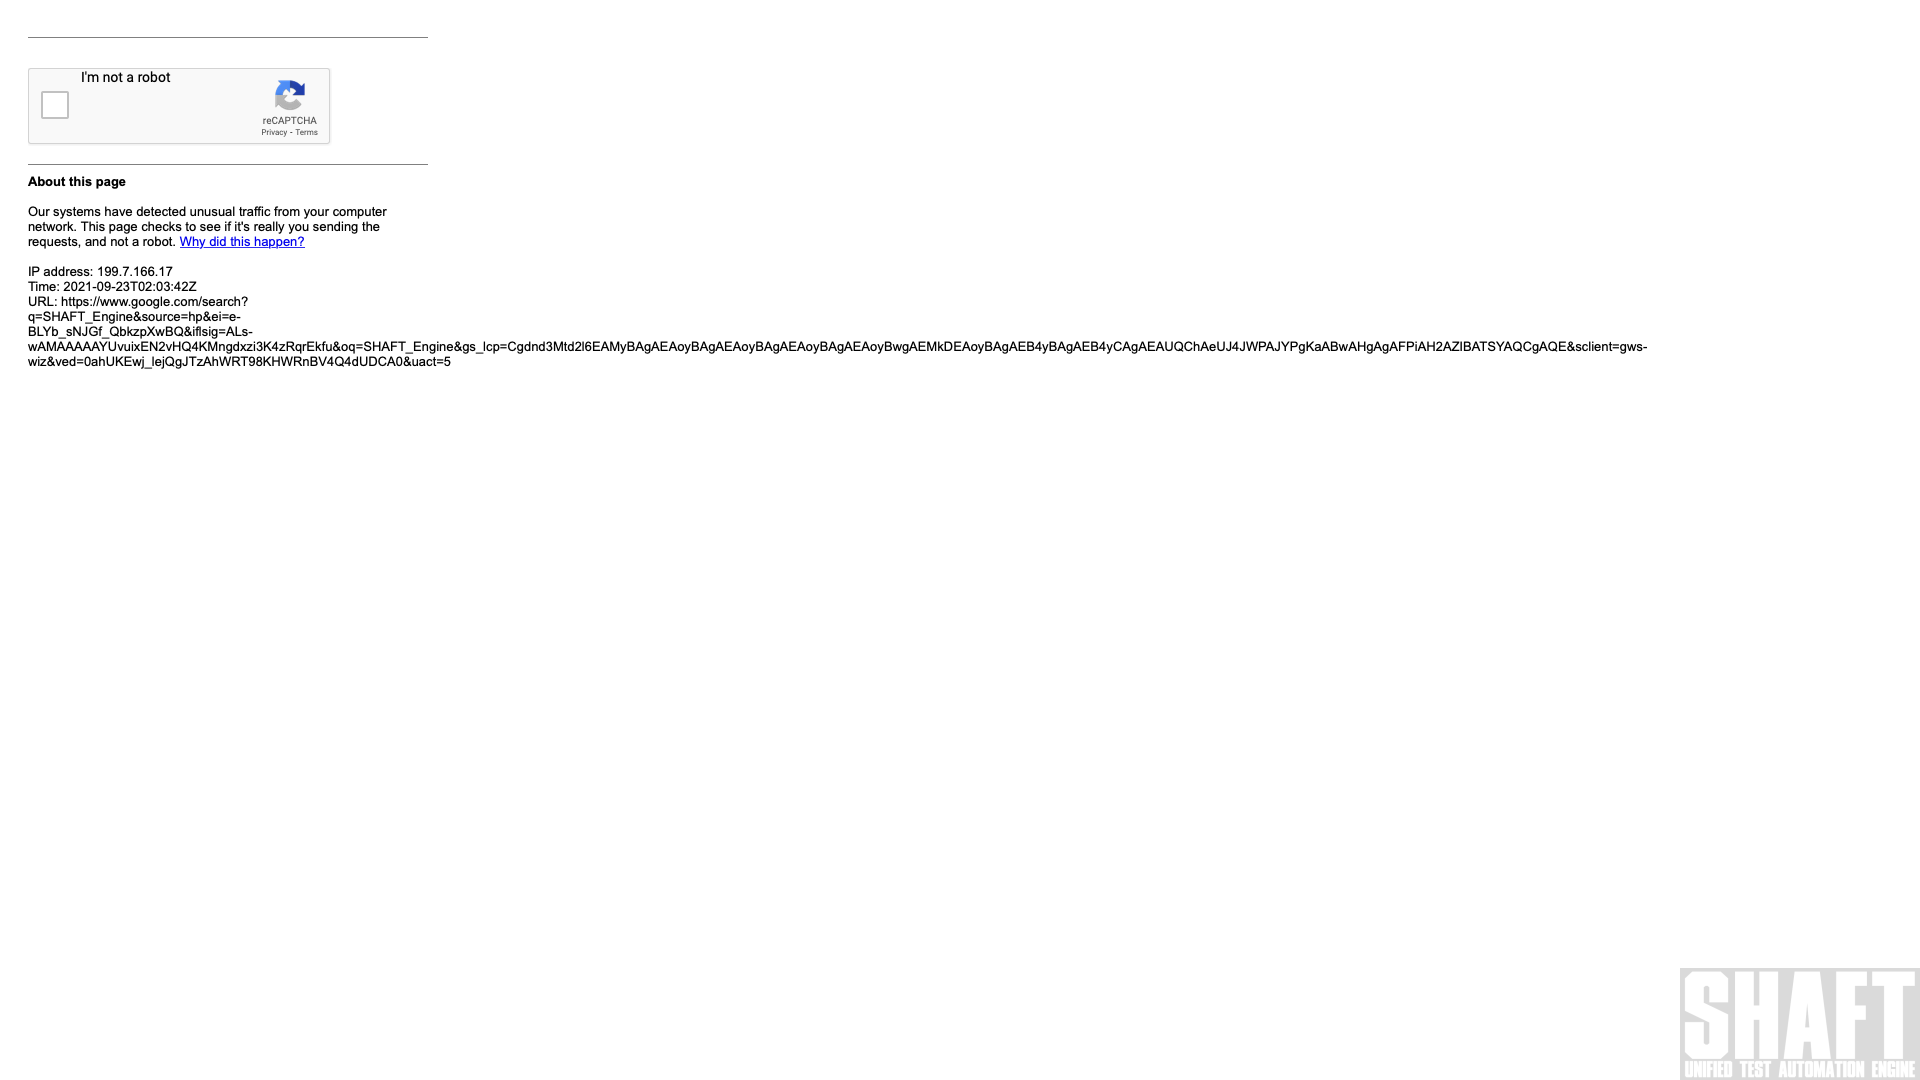 I'm not a robot
reCAPTCHA
Privacy - Terms
About this page
Our systems have detected unusual traffic from your computer
network. This page checks to see if it's really you sending the
requests, and not a robot. Why did this happen?
IP address: 199.7.166.17
Time: 2021-09-23T02:03:42Z
URL: https://www.google.com/search?
q=SHAFT_Engine&source=hp&ei=e-
BLYb_sNJGf_QbkzpXwBQ&iflsig=ALs-
wAMAAAAAYUvuixEN2vHQ4KMngdxzi3K4zRqrEkfu&oq=SHAFT_Engine&gs_lcp=Cgdnd3Mtd2l6EAMyBAgAEAoyBAgAEAoyBAgAEAoyBAgAEAoyBwgAEMkDEAoyBAgAEB4yBAgAEB4yCAgAEAUQChAeUJ4JWPAJYPgKaABwAHgAgAFPiAH2AZIBATSYAQCgAQE&sclient=gws-
wiz&ved=0ahUKEwj_lejQgJTzAhWRT98KHWRnBV4Q4dUDCA0&uact=5
SHAFT
UNIFIED TEST AUTOMATION ENGINE